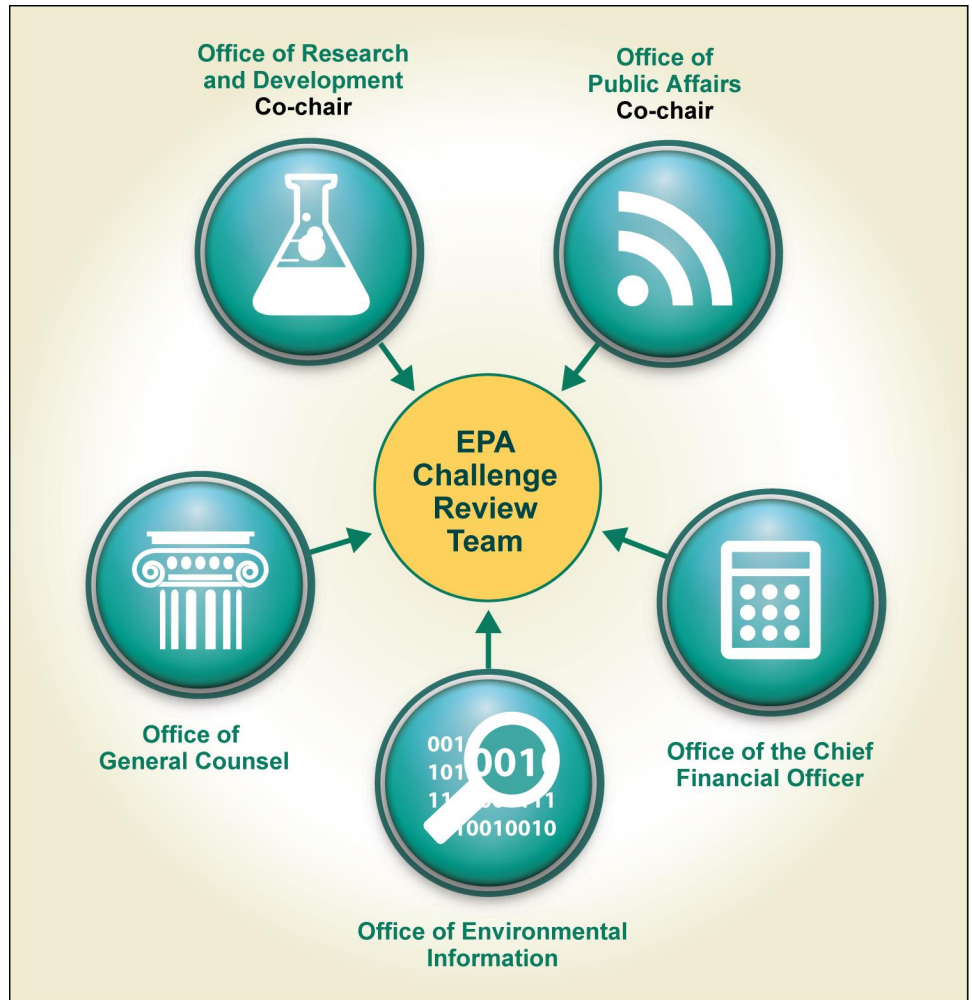 Office of Research
and Development
Co-chair
Office of
Public Affairs
Co-chair
EPA
Challenge
Review
Team
Office of
General Counsel
Office of the Chief
Financial Officer
001
0010
101
10010010
Office of Environmental
Information